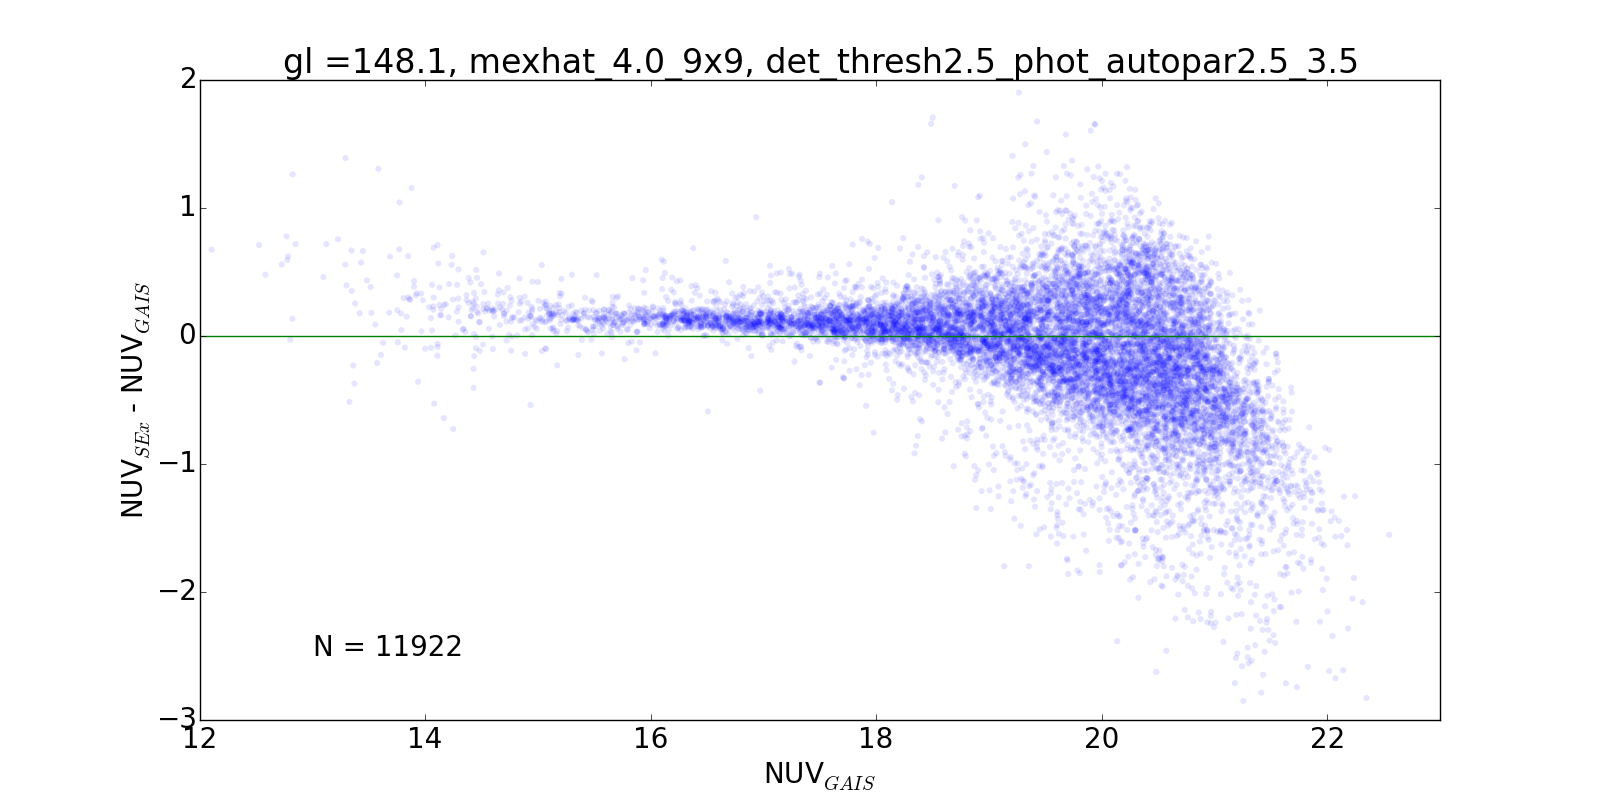 gl =148.1, mexhat_4.0_9x9, det_thresh2.5_phot_autopar2.5_3.5
2
1
0
−1
−2
−3
NUV_SEx - NUV_GAIS
N = 11922
12 14 16 18 20 22
NUV_GAIS